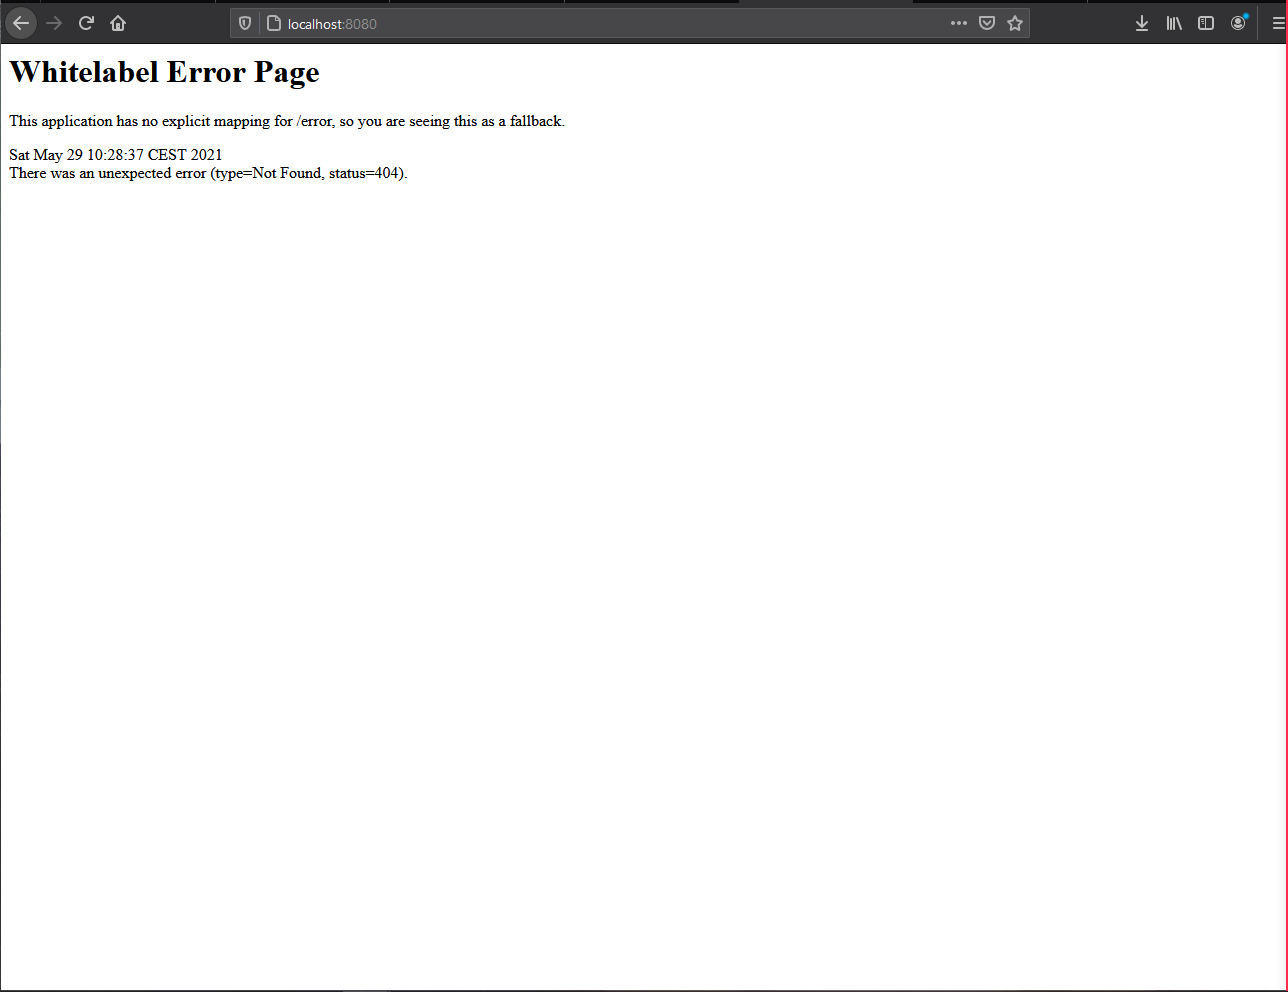 localhost:8080
Whitelabel Error Page
This application has no explicit mapping for /error, so you are seeing this as a fallback.
Sat May 29 10:28:37 CEST 2021
There was an unexpected error (type=Not Found, status=404).